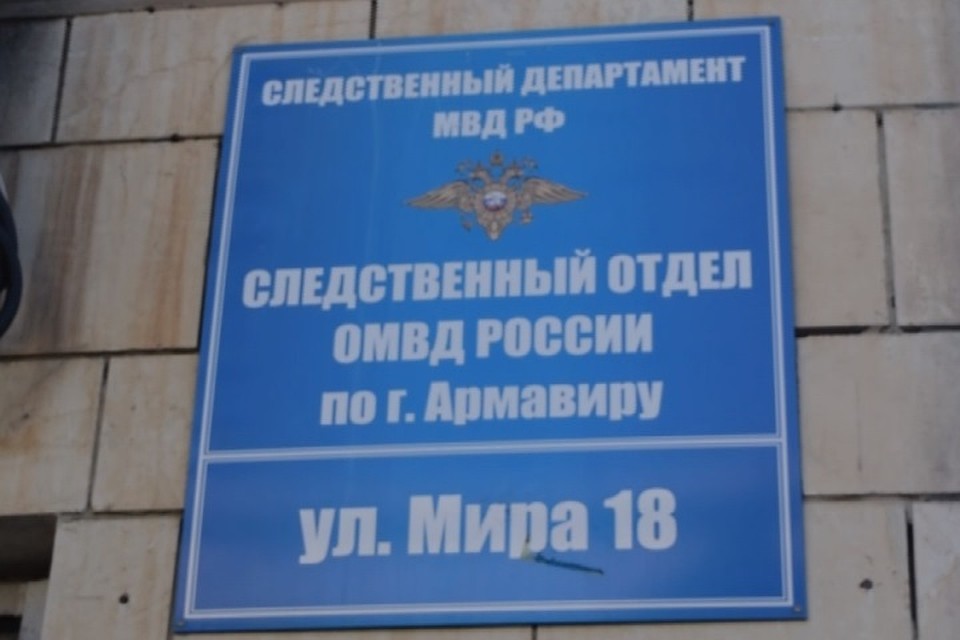 СЛЕДСТВЕННЫЙ ДЕПАРТАМЕНТ
МВД РФ
СЛЕДСТВЕННЫЙ ОТДЕЛ
ОМВД РОССИИ
по г. Армавиру
ул. Мира 18